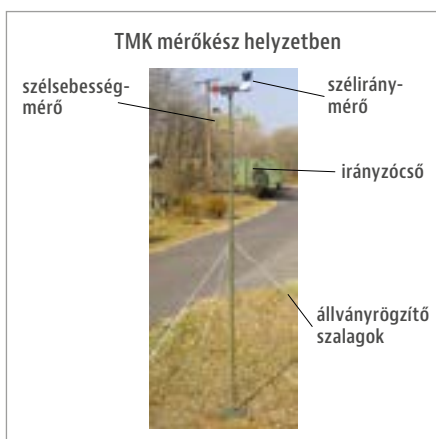 TMK mérőkész helyzetben
szélsebesség-
mérő
szélirány-
mérő
irányzócső
állványrögzítő
szalagok